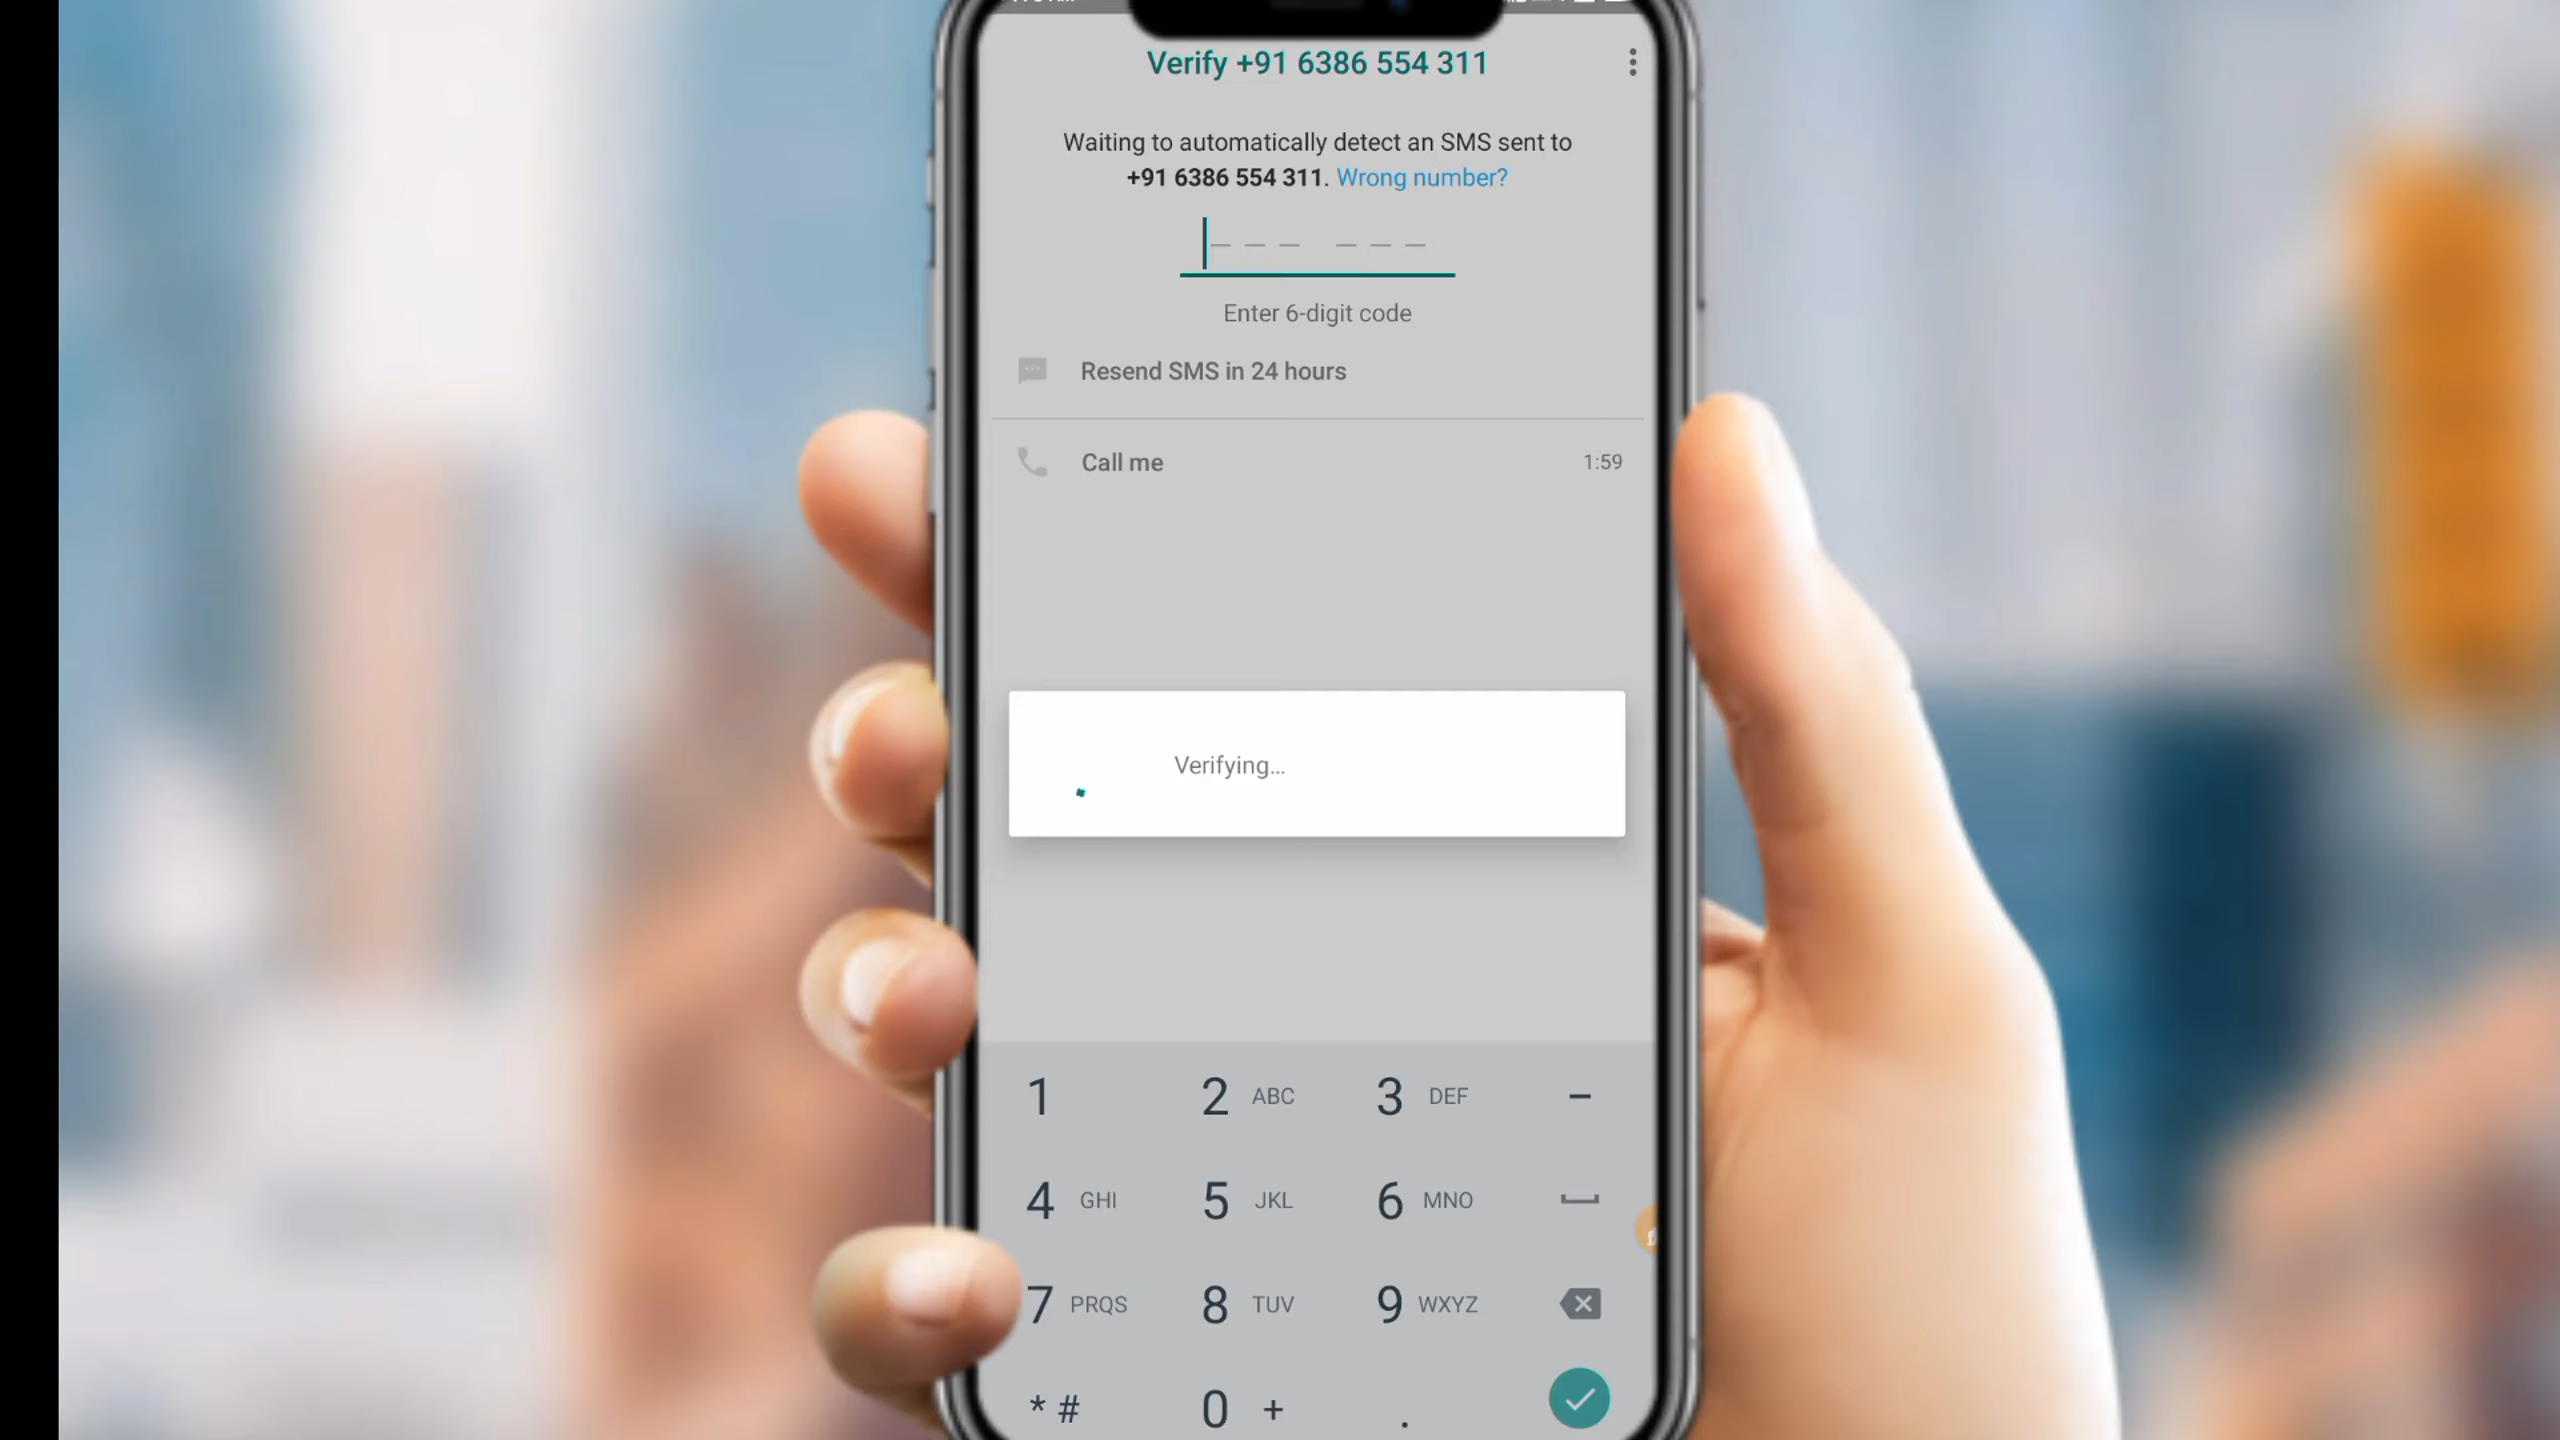 Verify +91 6386 554 311
Waiting to automatically detect an SMS sent to
+91 6386 554 311. Wrong number?
Enter 6-digit code
Resend SMS in 24 hours
Call me 1:59
Verifying...
1 2 ABC 3 DEF –
4 GHI 5 JKL 6 MNO
7 PRQS 8 TUV 9 WXYZ
* # 0 + .